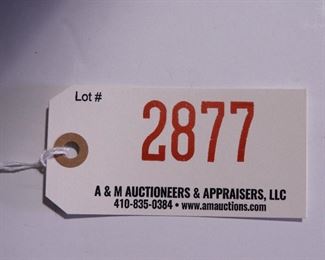 Lot #
2877
A & M AUCTIONEERS & APPRAISERS, LLC
410-835-0384 • www.amauctions.com